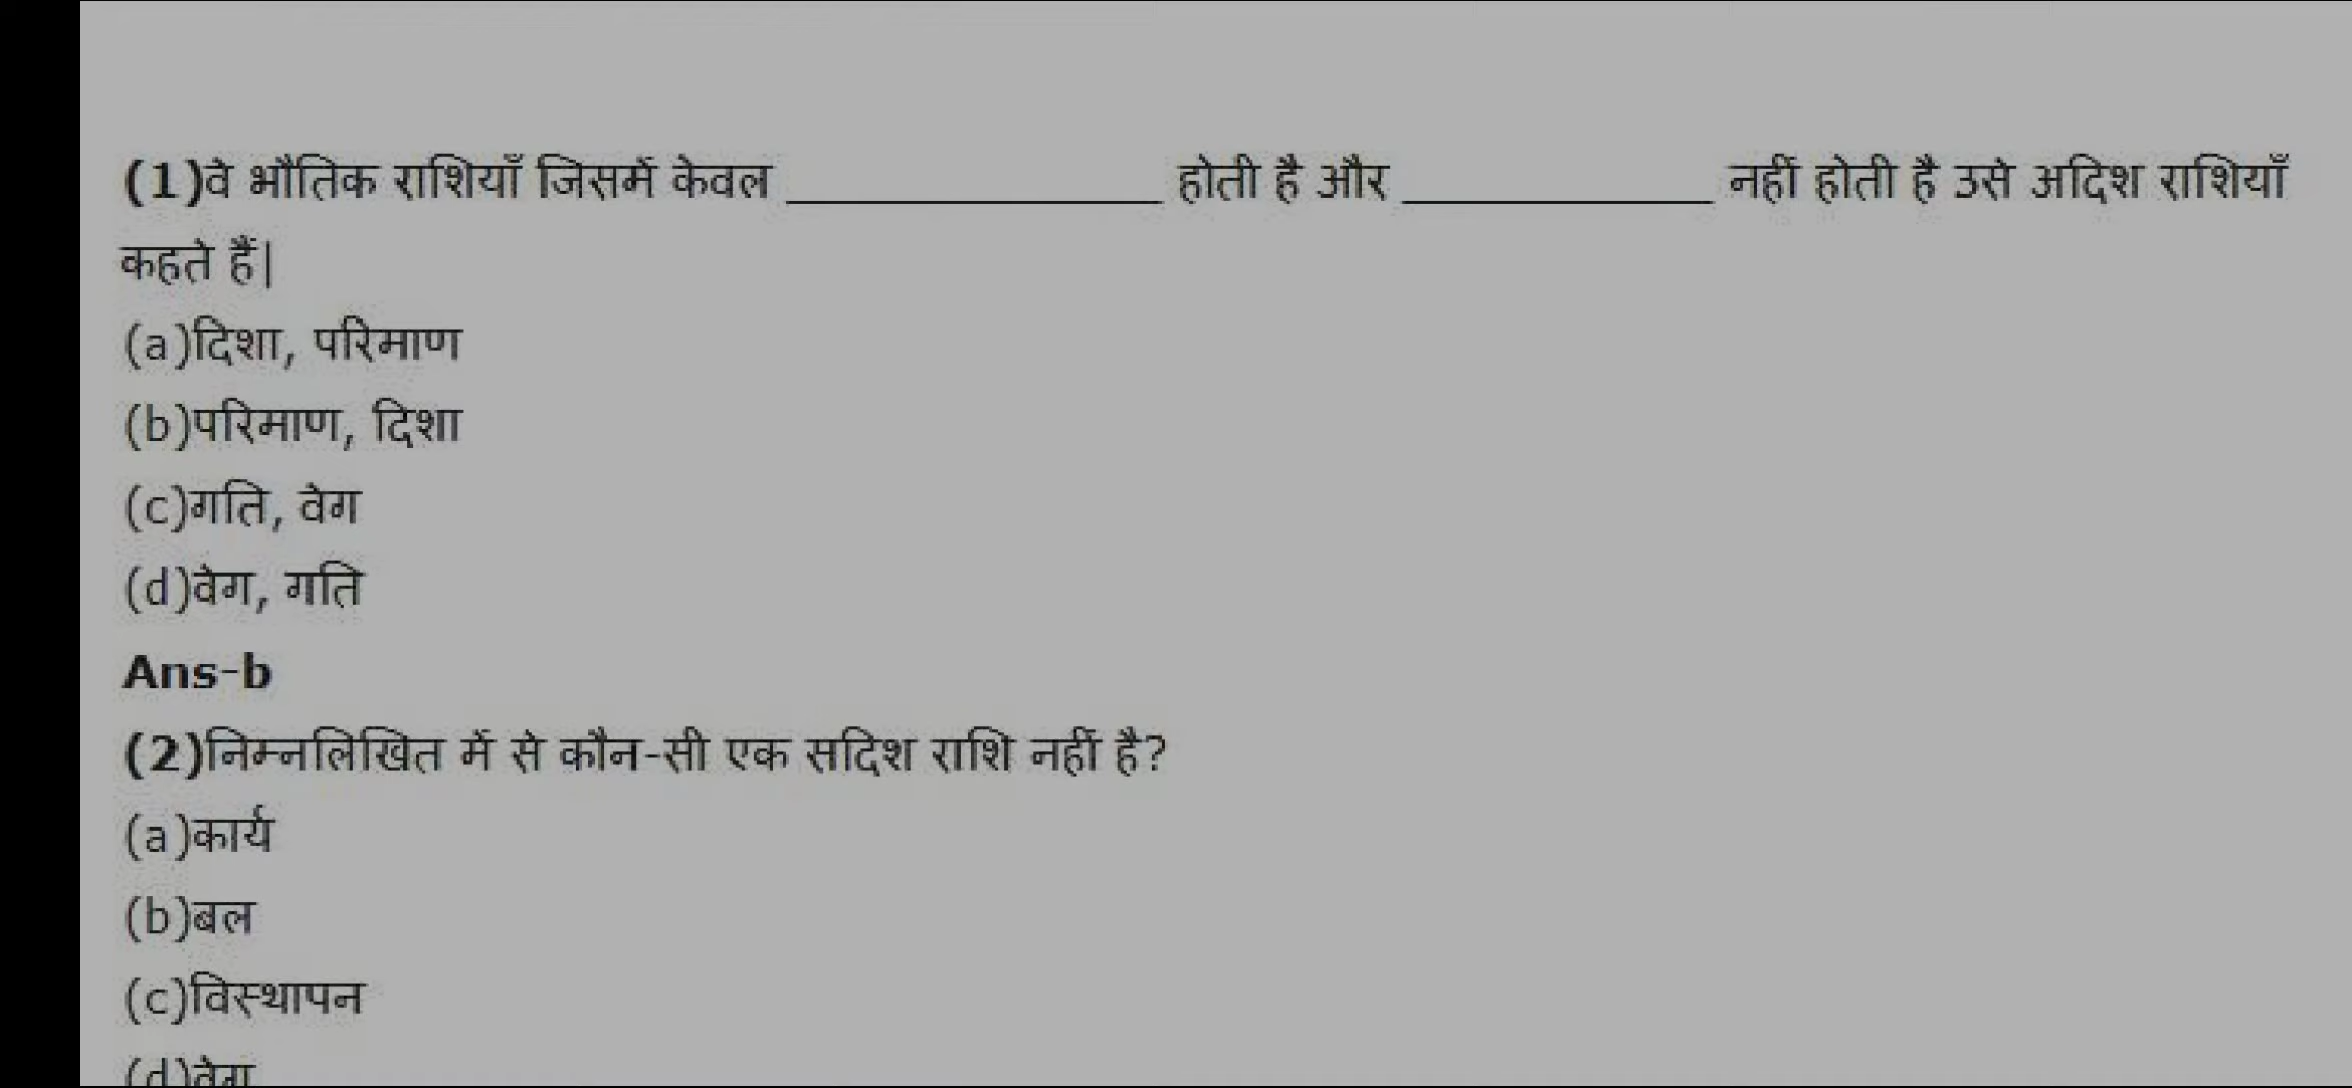 (1)वे भौतिक राशियाँ जिसमें केवल ______________ होती है और ____________ नहीं होती है उसे अदिश राशियाँ
कहते हैं|
(a)दिशा, परिमाण
(b)परिमाण, दिशा
(c)गति, वेग
(d)वेग, गति
Ans-b
(2)निम्नलिखित में से कौन-सी एक सदिश राशि नहीं है?
(a)कार्य
(b)बल
(c)विस्थापन
(d)वेग